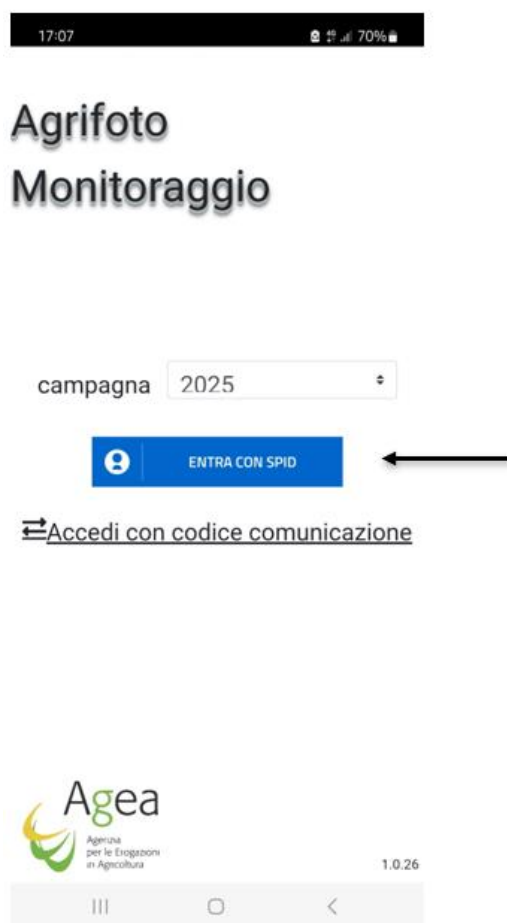 17:07 70%
Agrifoto
Monitoraggio
campagna 2025
ENTRA CON SPID
Accedi con codice comunicazione
Agea
Agenzia
per le Erogazioni
in Agricoltura
1.0.26